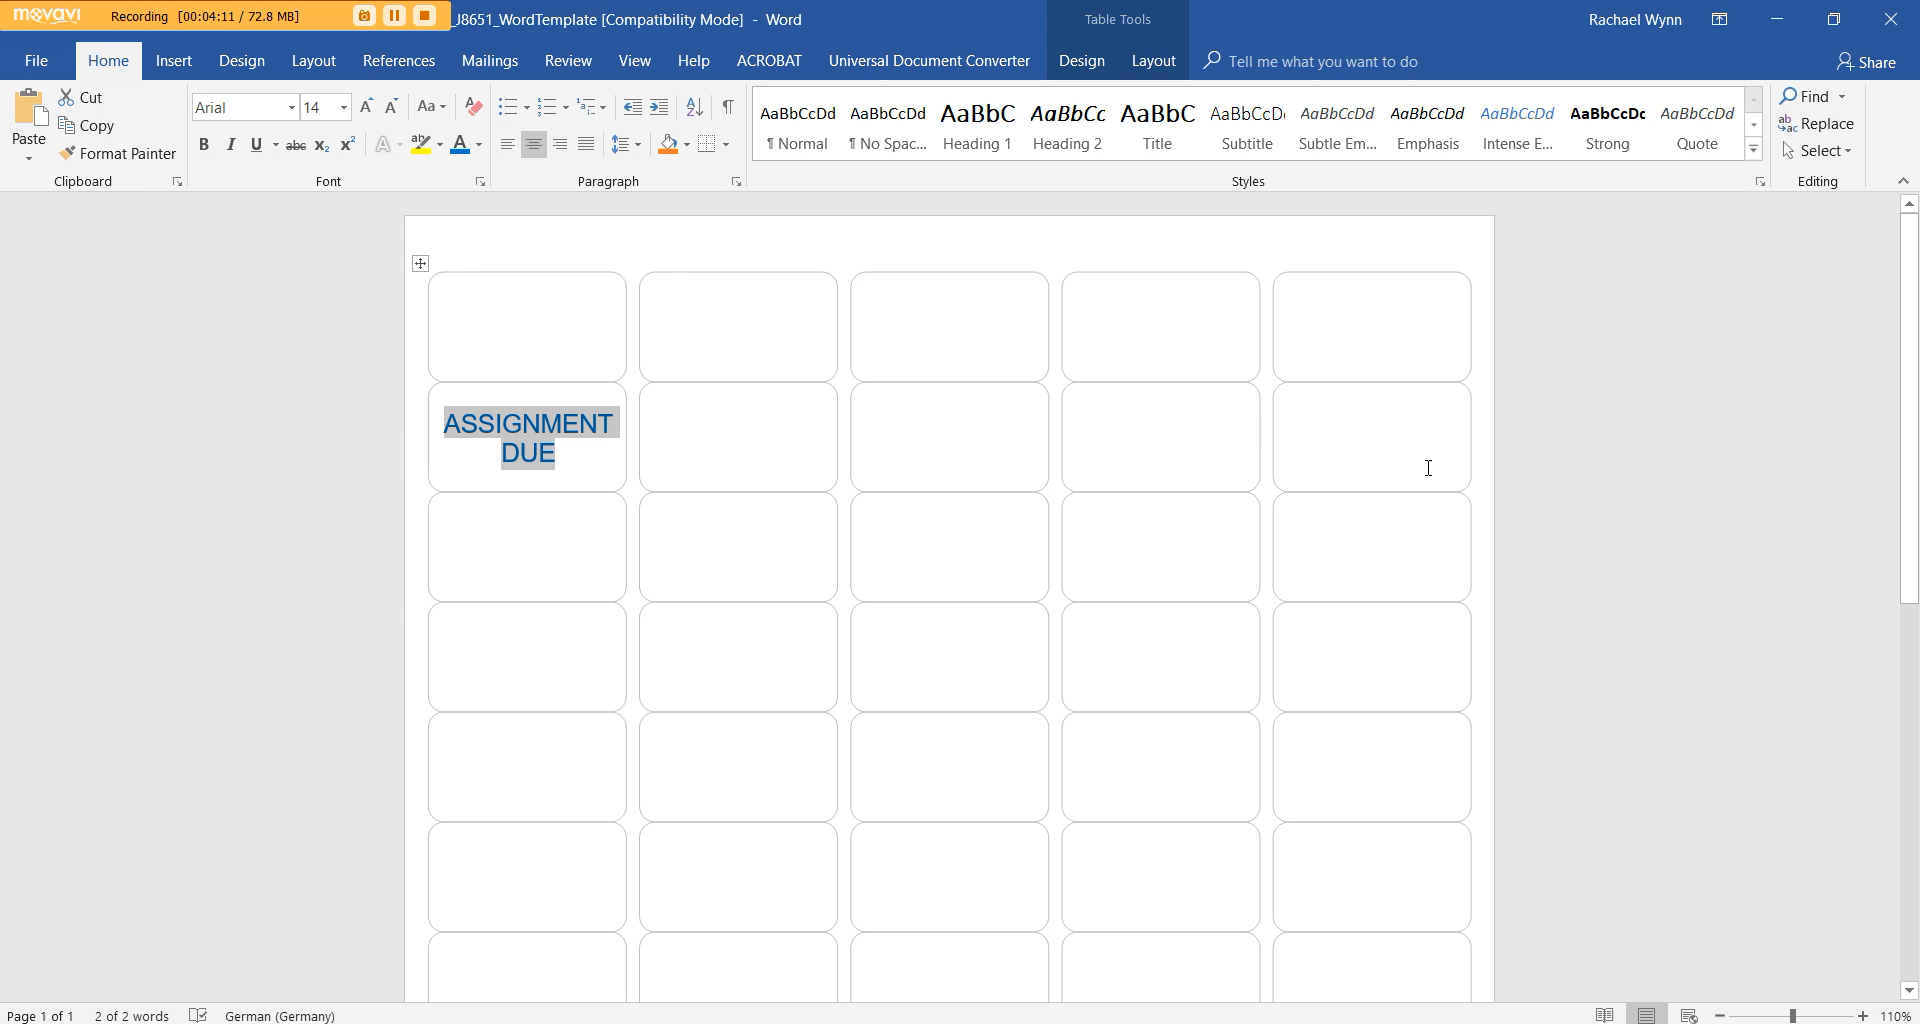 movavi Recording [00:04:11 / 72.8 MB] J8651_WordTemplate [Compatibility Mode] - Word Table Tools Rachael Wynn
File Home Insert Design Layout References Mailings Review View Help ACROBAT Universal Document Converter Design Layout Tell me what you want to do Share
Paste
Cut
Copy
Format Painter
Clipboard
Arial 14 Aa
B I U abc x₂ x² A A
Font
Paragraph
AaBbCcDd AaBbCcDd AaBbC AaBbCc AaBbC AaBbCcD AaBbCcDd AaBbCcDd AaBbCcDd AaBbCcDc AaBbCcDd
¶ Normal ¶ No Spac... Heading 1 Heading 2 Title Subtitle Subtle Em... Emphasis Intense E... Strong Quote
Styles
Find
Replace
Select
Editing
ASSIGNMENT
DUE
Page 1 of 1 2 of 2 words German (Germany) 110%